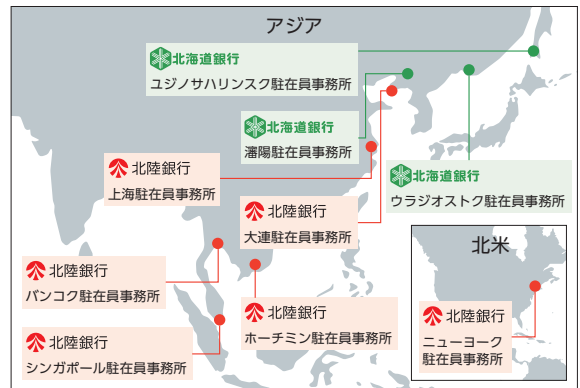 アジア
北海道銀行
ユジノサハリンスク駐在員事務所
北海道銀行
瀋陽駐在員事務所
北陸銀行
上海駐在員事務所
北海道銀行
ウラジオストク駐在員事務所
北陸銀行
大連駐在員事務所
北米
北陸銀行
バンコク駐在員事務所
北陸銀行
ホーチミン駐在員事務所
北陸銀行
ニューヨーク
駐在員事務所
北陸銀行
シンガポール駐在員事務所